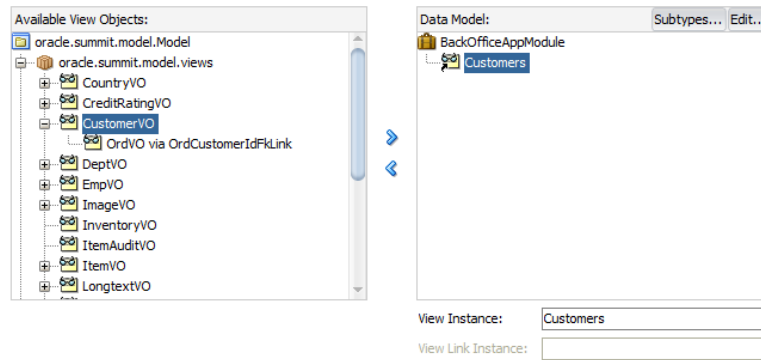 Available View Objects:
oracle.summit.model.Model
oracle.summit.model.views
CountryVO
CreditRatingVO
CustomerVO
OrdVO via OrdCustomerIdFkLink
DeptVO
EmpVO
ImageVO
InventoryVO
ItemAuditVO
ItemVO
LongtextVO
Data Model:
Subtypes... Edit..
BackOfficeAppModule
Customers
View Instance: Customers
View Link Instance: